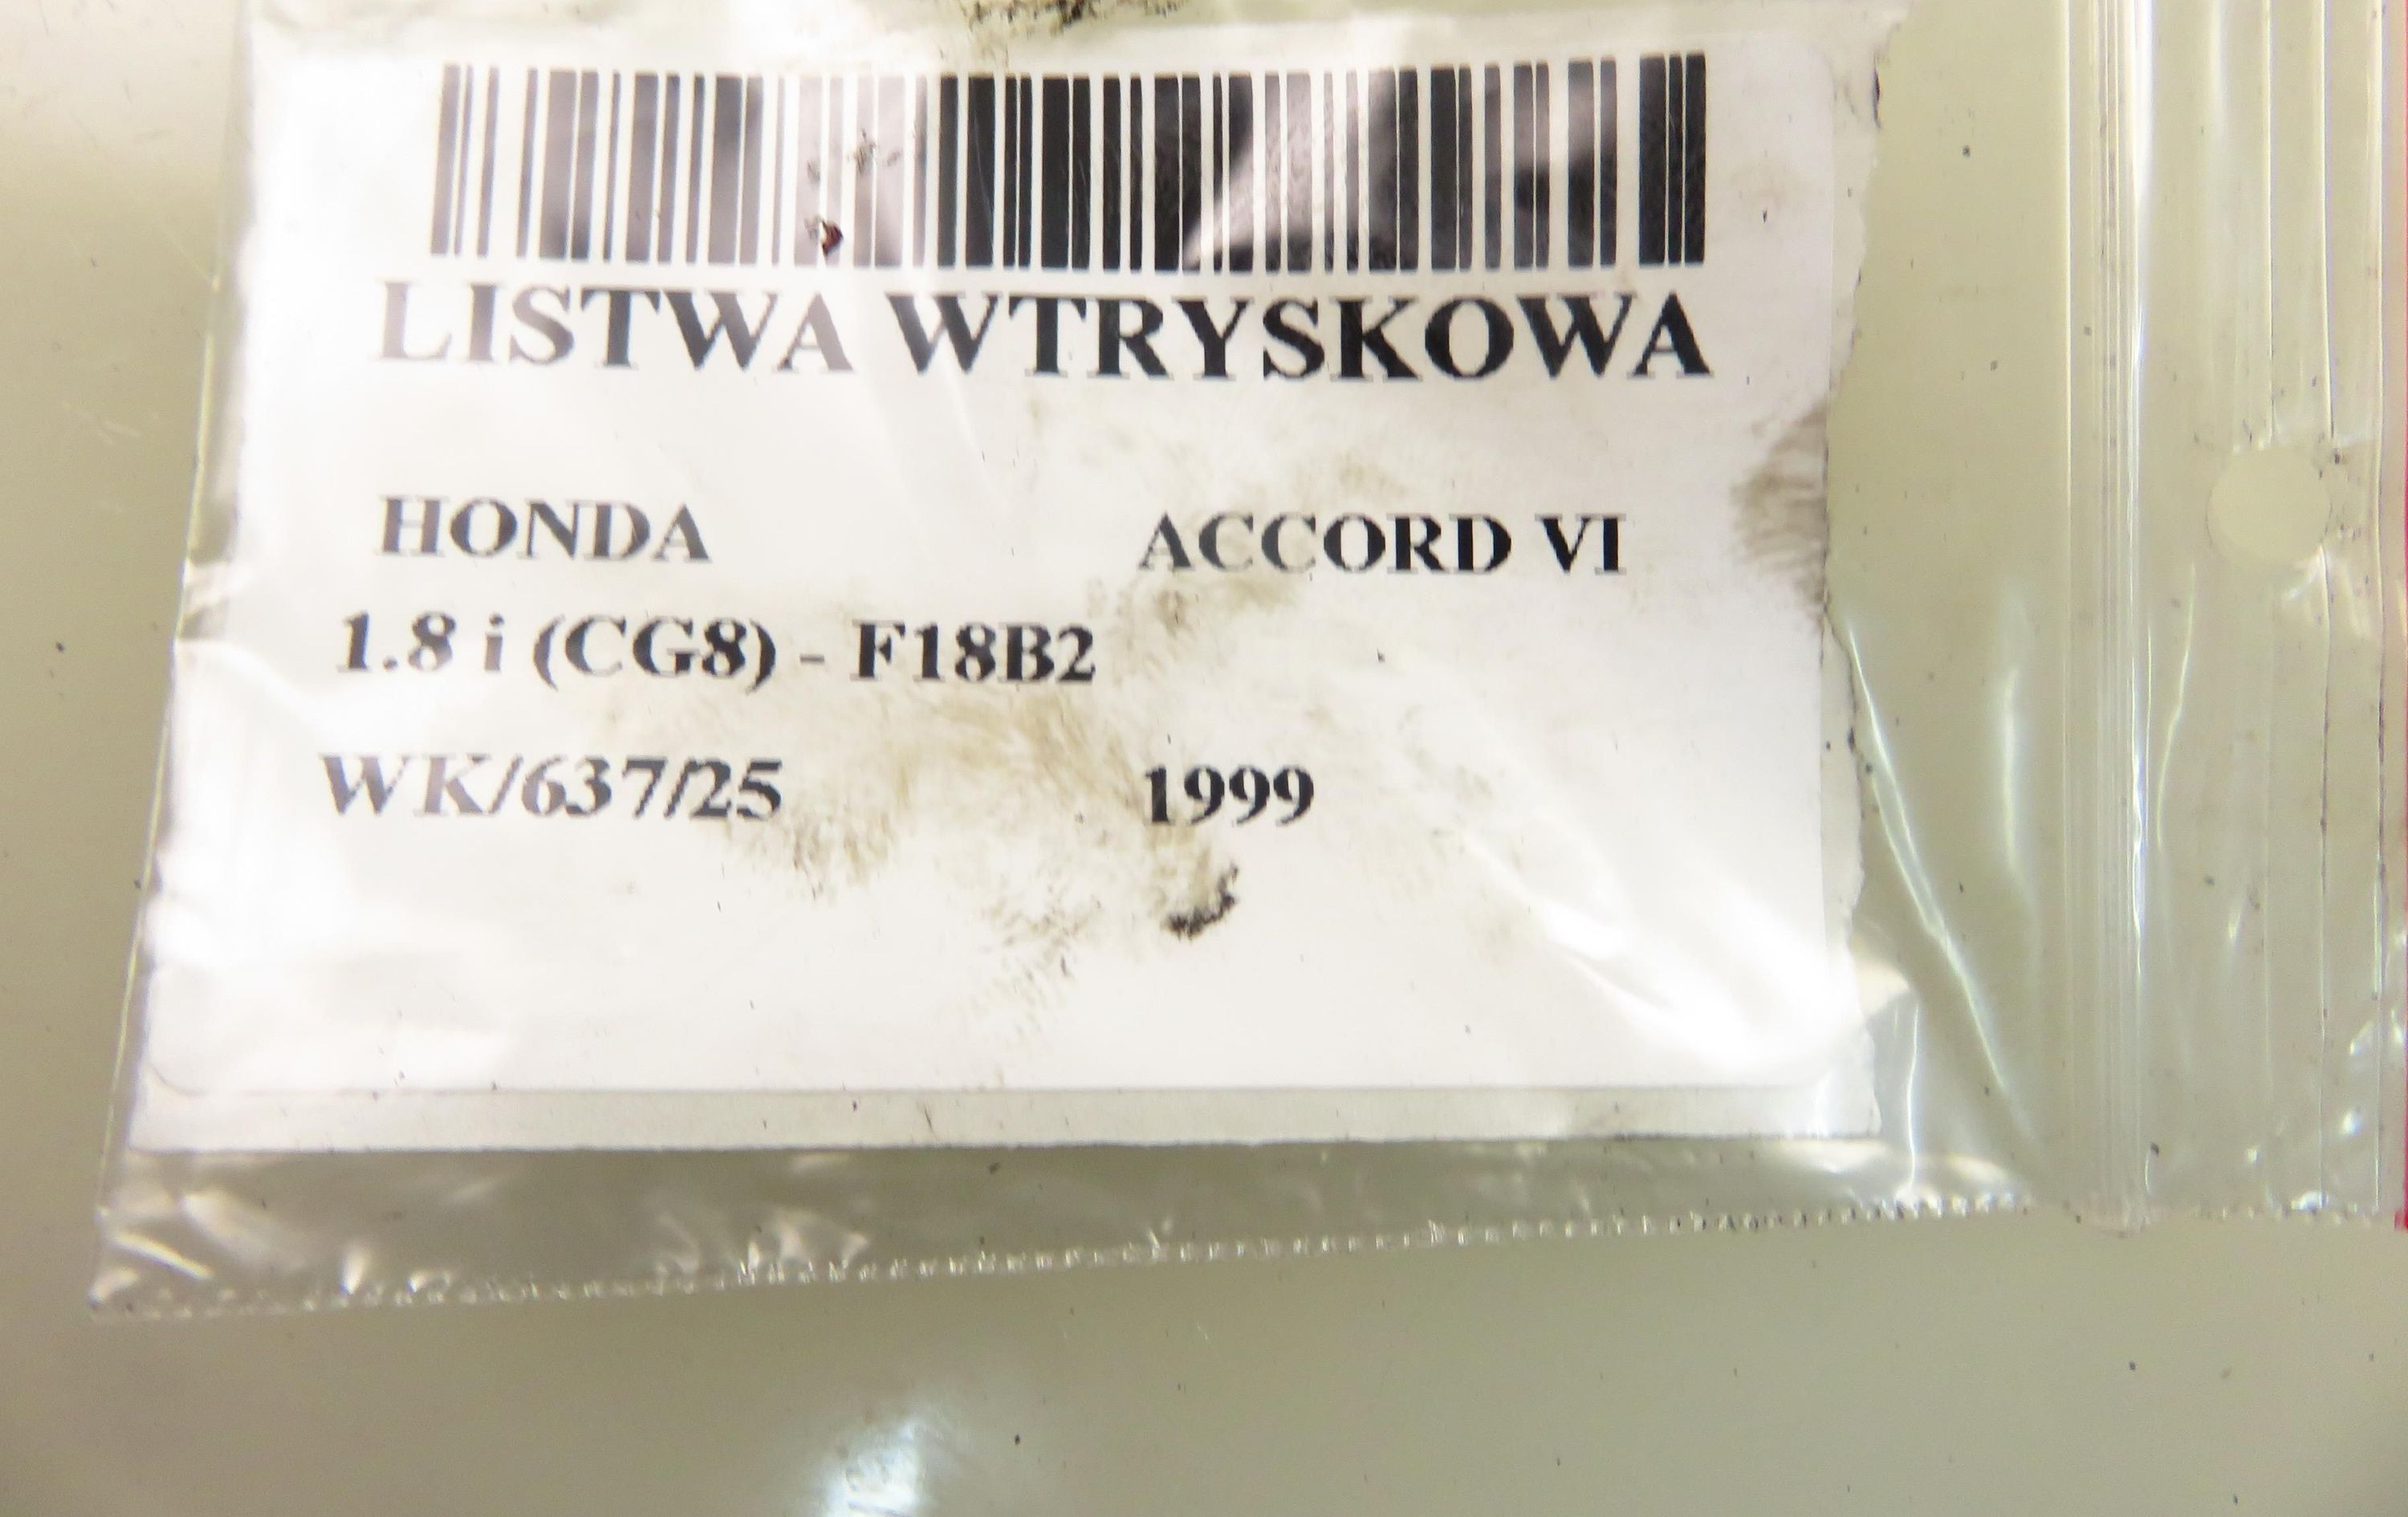 LISTWA WTRYSKOWA
HONDA ACCORD VI
1.8 i (CG8) - F18B2
WK/637/25 1999